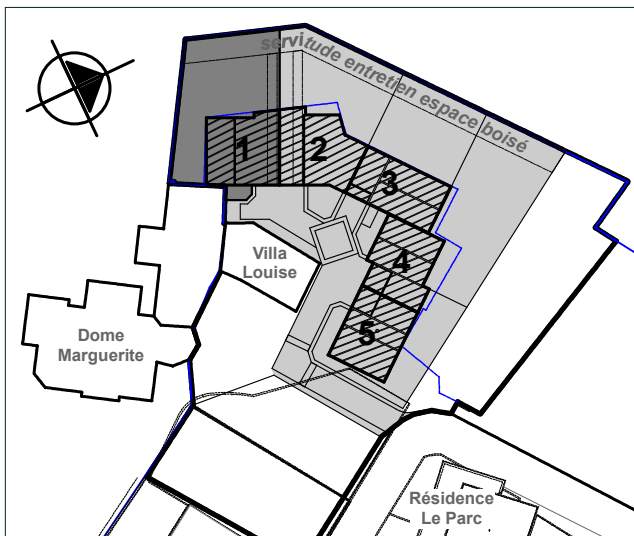 servitude entretien espace boisé
1
2
3
4
5
Villa
Louise
Dome
Marguerite
Résidence
Le Parc